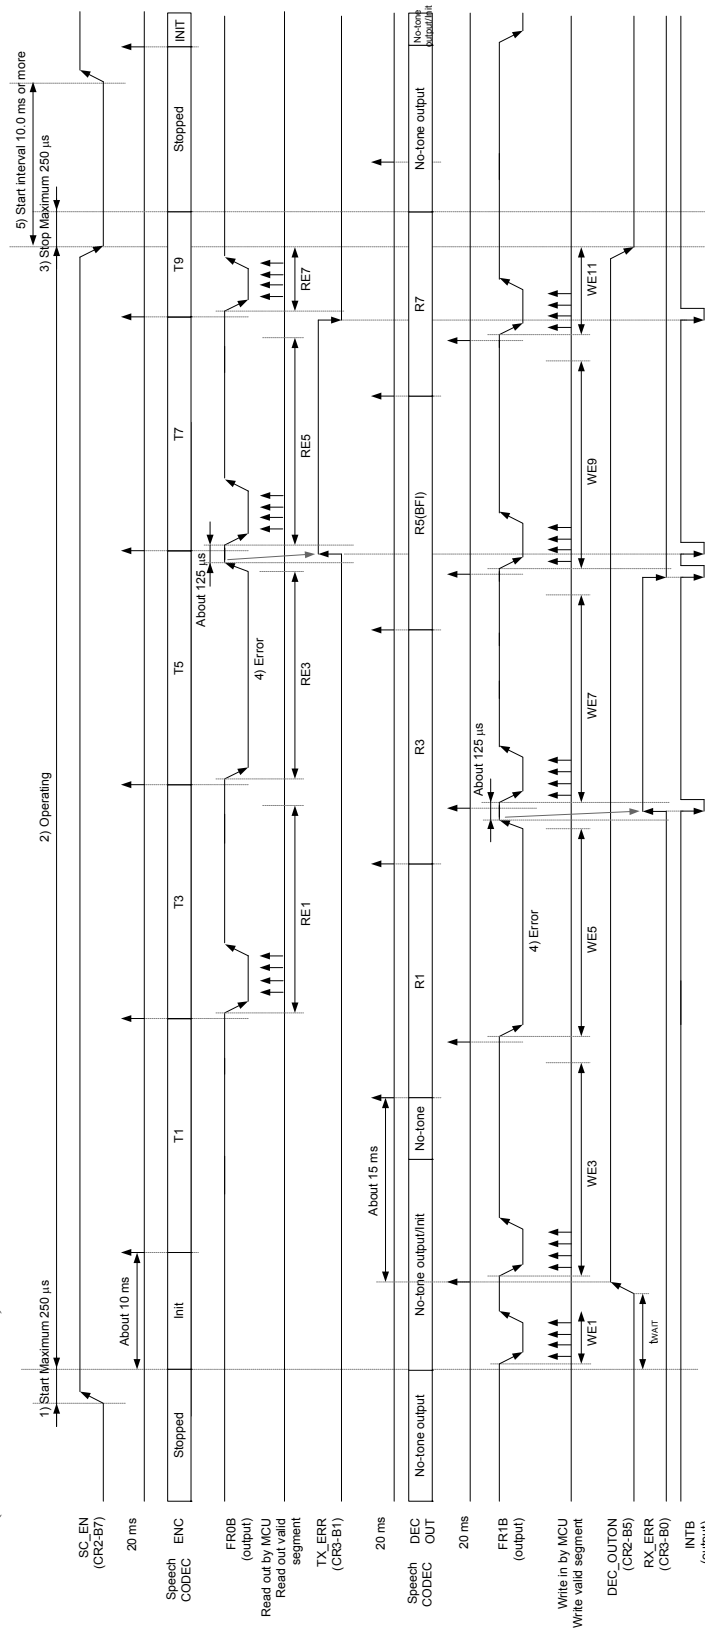 SC_EN
(CR2-B7)
1) Start Maximum 250 µs
2) Operating
3) Stop Maximum 250 µs
5) Start interval 10.0 ms or more
20 ms
About 10 ms
Speech
CODEC
ENC
Stopped
Init
T1
T3
T5
T7
T9
Stopped
INIT
FR0B
(output)
4) Error
About 125 µs
Read out by MCU
Read out valid
segment
RE1
RE3
RE5
RE7
TX_ERR
(CR3-B1)
20 ms
About 15 ms
Speech
CODEC
DEC
OUT
No-tone output
No-tone output/Init
No-tone
R1
R3
R5(BFI)
R7
No-tone output
No-tone
output/Init
20 ms
FR1B
(output)
4) Error
About 125 µs
Write in by MCU
Write valid segment
WE1
WE3
WE5
WE7
WE9
WE11
DEC_OUTON
(CR2-B5)
tWAIT
RX_ERR
(CR3-B0)
INTB
(output)